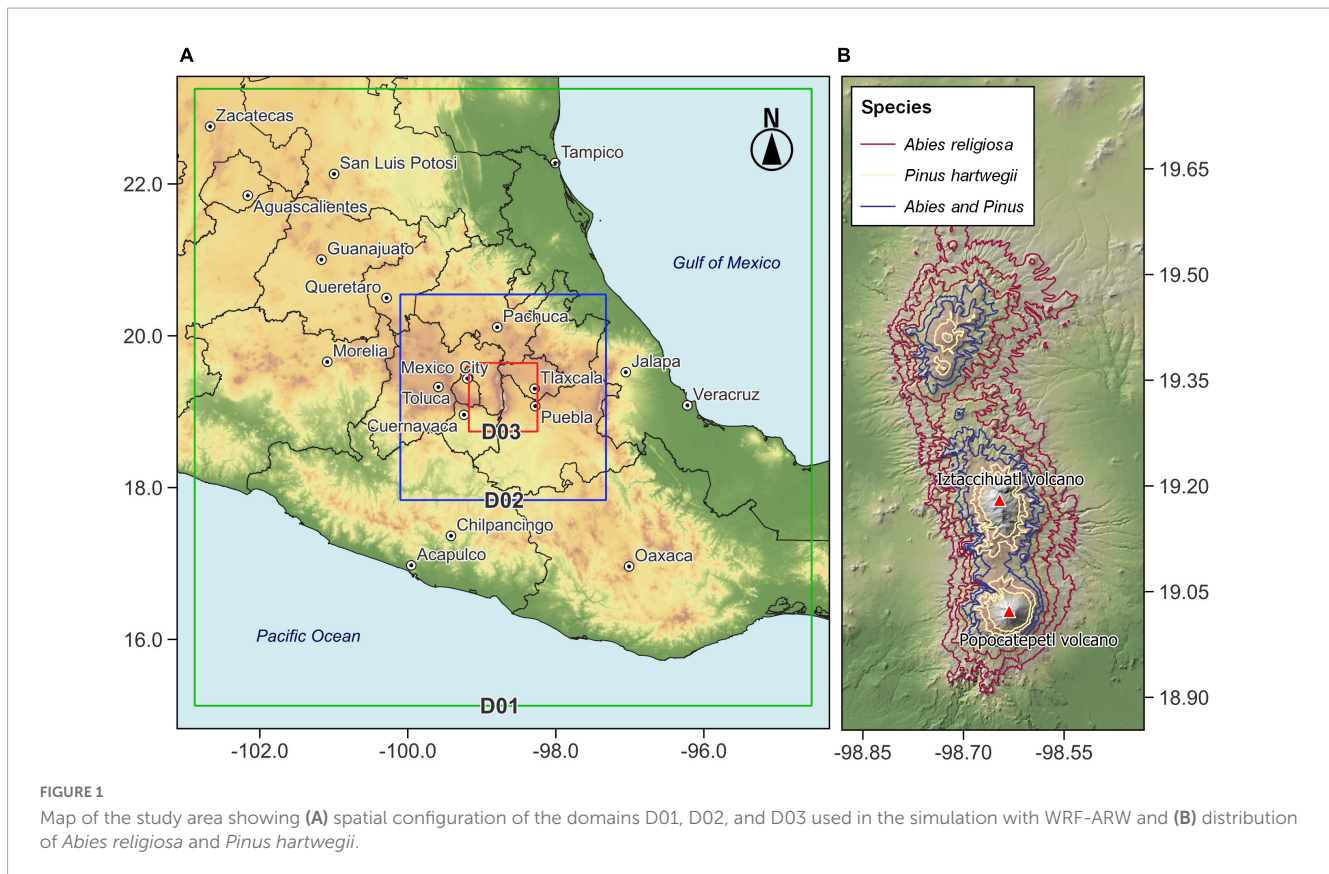 A
N
Zacatecas
San Luis Potosi
Tampico
Aguascalientes
Guanajuato
Gulf of Mexico
Queretaro
Pachuca
Morelia
Mexico City
Jalapa
Tlaxcala
Toluca
Veracruz
Puebla
Cuernavaca
D03
D02
Chilpancingo
Acapulco
Oaxaca
Pacific Ocean
D01
22.0
20.0
18.0
16.0
-102.0 -100.0 -98.0 -96.0
B
Species
Abies religiosa
Pinus hartwegii
Abies and Pinus
Iztaccihuatl volcano
Popocatepetl volcano
19.65
19.50
19.35
19.20
19.05
18.90
-98.85 -98.70 -98.55
FIGURE 1
Map of the study area showing (A) spatial configuration of the domains D01, D02, and D03 used in the simulation with WRF-ARW and (B) distribution
of Abies religiosa and Pinus hartwegii.